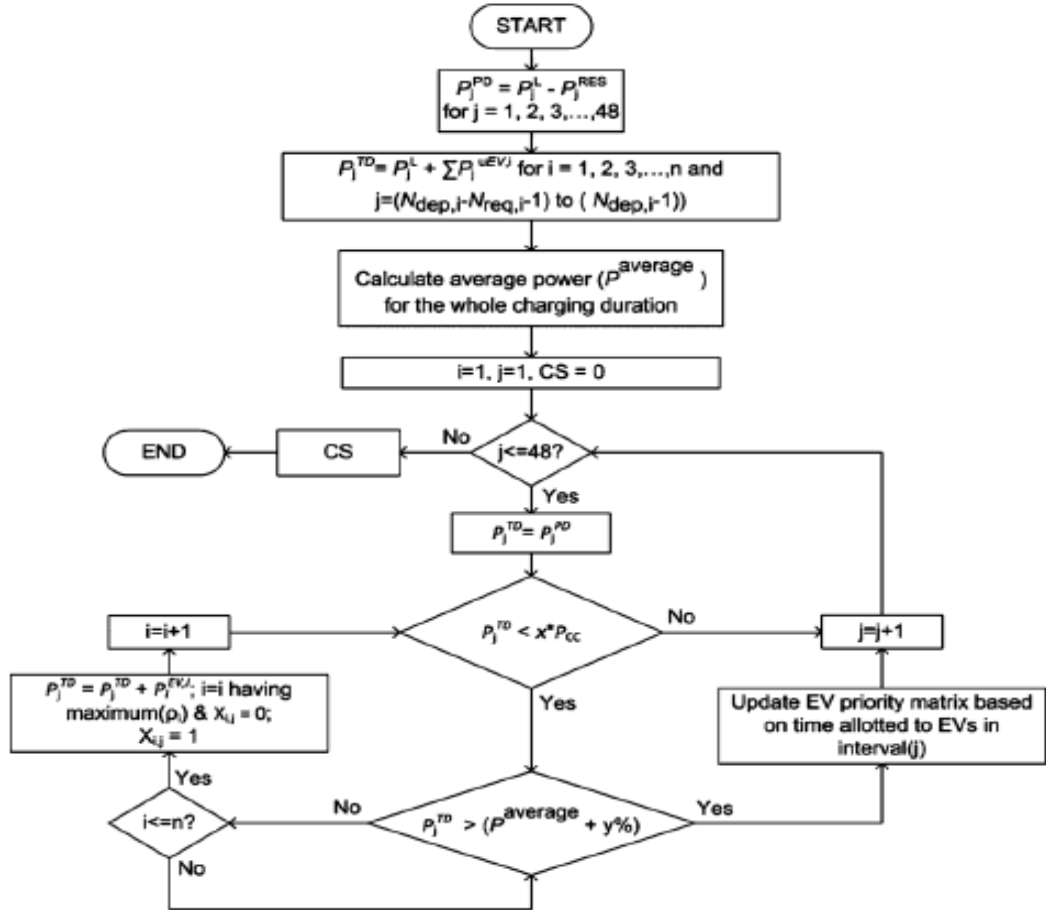 START
P_j^PD = P_j^L - P_j^RES
for j = 1, 2, 3,...,48
P_j^TD= P_j^L + ∑P_j^uEV,i for i = 1, 2, 3,...,n and
j=(N_dep,i-N_req,i-1) to ( N_dep,i-1))
Calculate average power (P^average )
for the whole charging duration
i=1, j=1, CS = 0
j<=48?
No
CS
END
Yes
P_j^TD= P_j^PD
P_j^TD < x*P_cc
No
j=j+1
i=i+1
Yes
P_j^TD = P_j^TD + P_i^EV,i; i=i having
maximum(ρ_i) & X_i,j = 0;
X_i,j = 1
Update EV priority matrix based
on time allotted to EVs in
interval(j)
Yes
i<=n?
No
P_j^TD > (P^average + y%)
Yes
No